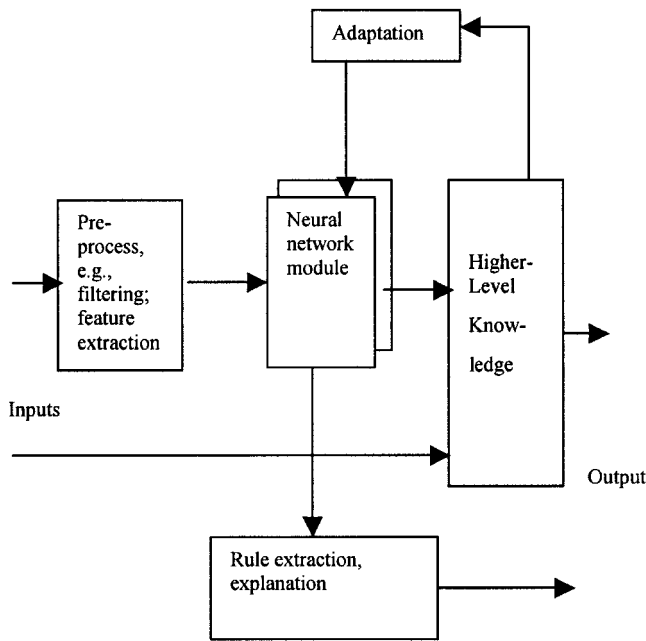 Adaptation
Pre-
process,
e.g.,
filtering;
feature
extraction
Neural
network
module
Higher-
Level
Know-
ledge
Inputs
Output
Rule extraction,
explanation